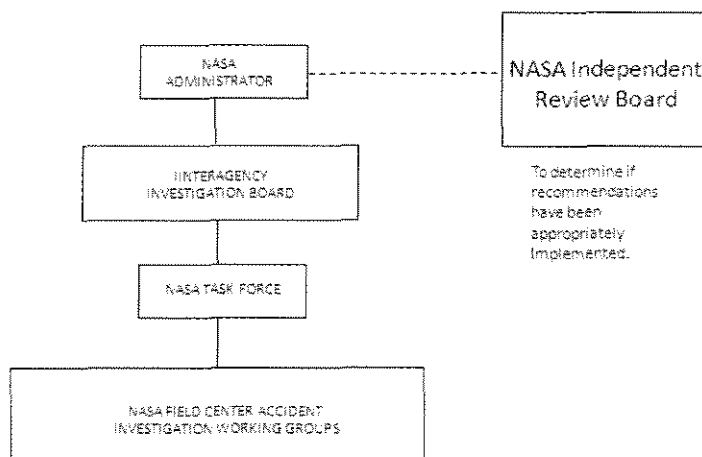 NASA
ADMINISTRATOR
NASA Independent
Review Board
IINTERAGENCY
INVESTIGATION BOARD
To determine if
recommendations
have been
appropriately
Implemented.
NASA TASK FORCE
NASA FIELD CENTER ACCIDENT
INVESTIGATION WORKING GROUPS